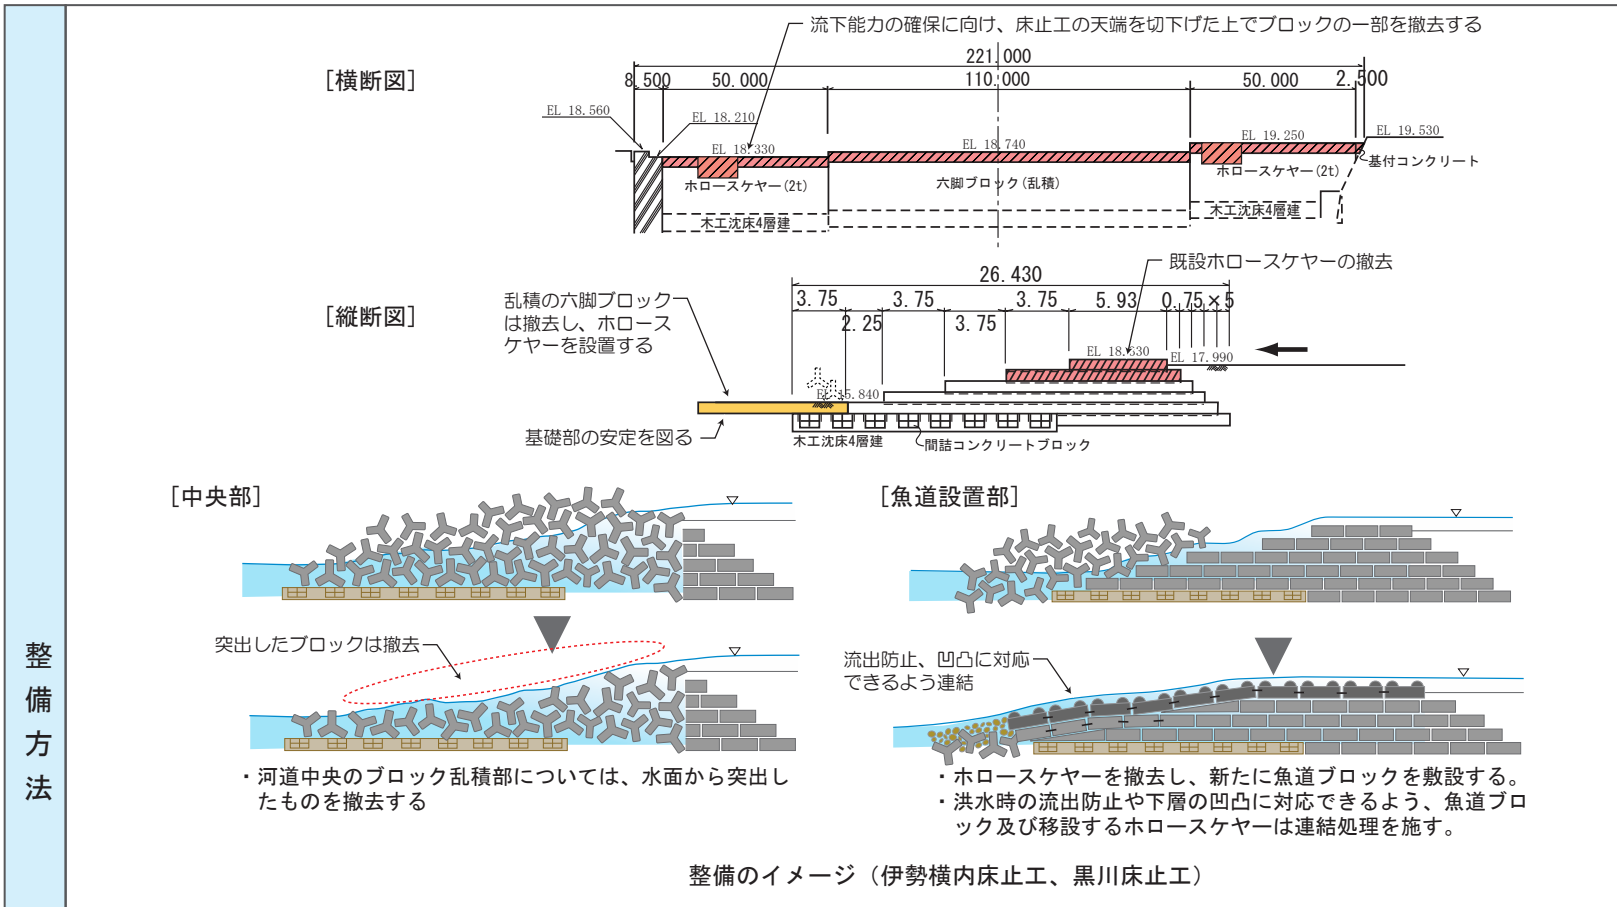 整備方法
流下能力の確保に向け、床止工の天端を切下げた上でブロックの一部を撤去する
［横断図］
221.000
8.500 50.000 110.000 50.000 2.500
EL 18.560
EL 18.210
EL 18.330
EL 18.740
EL 19.250
EL 19.530
ホロースケヤー(2t)
六脚ブロック(乱積)
ホロースケヤー(2t)
基付コンクリート
木工沈床4層建
木工沈床4層建
［縦断図］
既設ホロースケヤーの撤去
26.430
3.75 3.75 3.75 5.93 0.75×5
2.25 3.75
乱積の六脚ブロック
は撤去し、ホロース
ケヤーを設置する
EL 18.330
EL 17.990
EL 15.840
基礎部の安定を図る
木工沈床4層建
間詰コンクリートブロック
［中央部］
突出したブロックは撤去
・河道中央のブロック乱積部については、水面から突出し
たものを撤去する
［魚道設置部］
流出防止、凹凸に対応
できるよう連結
・ホロースケヤーを撤去し、新たに魚道ブロックを敷設する。
・洪水時の流出防止や下層の凹凸に対応できるよう、魚道ブロ
ック及び移設するホロースケヤーは連結処理を施す。
整備のイメージ（伊勢横内床止工、黒川床止工）